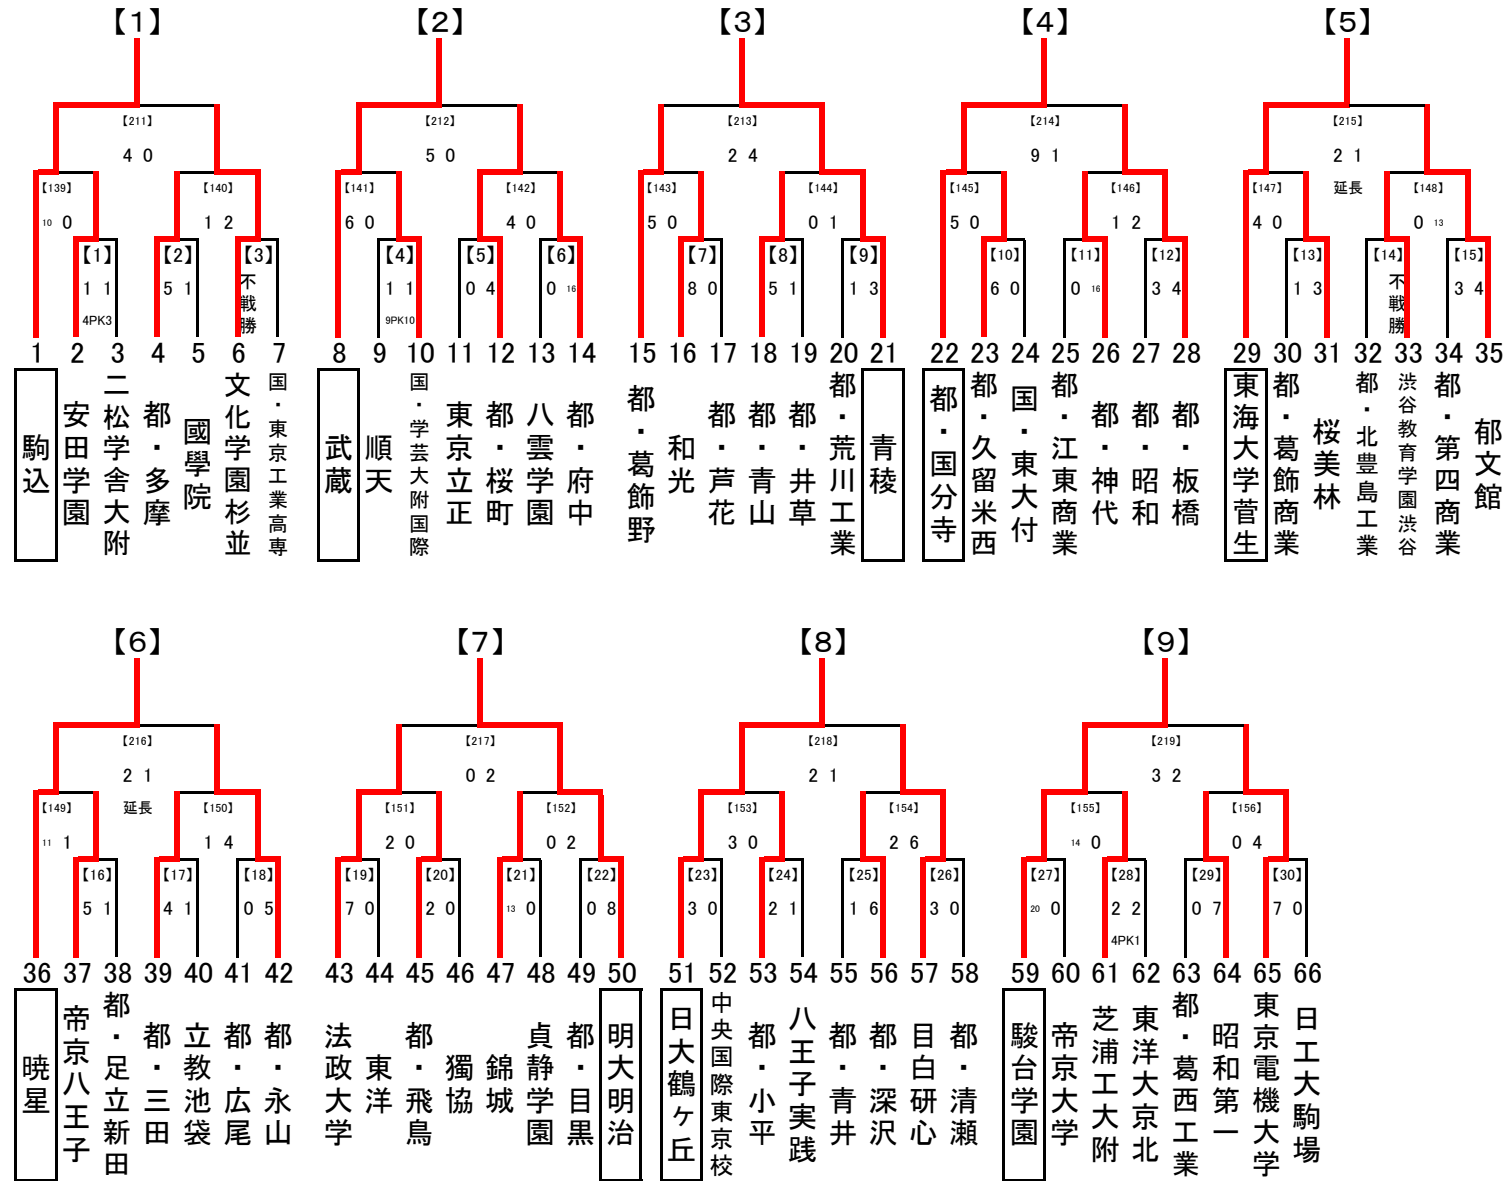 【1】 【2】 【3】 【4】 【5】
【211】 【212】 【213】 【214】 【215】
4 0 5 0 2 4 9 1 2 1
【139】 【140】 【141】 【142】 【143】 【144】 【145】 【146】 【147】 延長 【148】
10 0 1 2 6 0 4 0 5 0 0 1 5 0 1 2 4 0 0 13
【1】 【2】 【3】 【4】 【5】 【6】 【7】 【8】 【9】 【10】 【11】 【12】 【13】 【14】 【15】
1 1 5 1 不戦勝 1 1 0 4 0 16 8 0 5 1 1 3 6 0 0 16 3 4 1 3 不戦勝 3 4
4PK3 9PK10
1 2 3 4 5 6 7 8 9 10 11 12 13 14 15 16 17 18 19 20 21 22 23 24 25 26 27 28 29 30 31 32 33 34 35
駒込
安田学園
二松学舎大附
都・多摩
國學院
文化学園杉並
国・東京工業高専
武蔵
順天
国・学芸大附国際
東京立正
都・桜町
八雲学園
都・府中
都・葛飾野
和光
都・芦花
都・青山
都・井草
都・荒川工業
青稜
都・国分寺
都・久留米西
国・東大付
都・江東商業
都・神代
都・昭和
都・板橋
東海大学菅生
都・葛飾商業
桜美林
都・北豊島工業
渋谷教育学園渋谷
都・第四商業
郁文館
【6】 【7】 【8】 【9】
【216】 【217】 【218】 【219】
2 1 0 2 2 1 3 2
【149】 延長 【150】 【151】 【152】 【153】 【154】 【155】 【156】
11 1 1 4 2 0 0 2 3 0 2 6 14 0 0 4
【16】 【17】 【18】 【19】 【20】 【21】 【22】 【23】 【24】 【25】 【26】 【27】 【28】 【29】 【30】
5 1 4 1 0 5 7 0 2 0 13 0 0 8 3 0 2 1 1 6 3 0 20 0 2 2 0 7 7 0
4PK1
36 37 38 39 40 41 42 43 44 45 46 47 48 49 50 51 52 53 54 55 56 57 58 59 60 61 62 63 64 65 66
暁星
帝京八王子
都・足立新田
都・三田
立教池袋
都・広尾
都・永山
法政大学
東洋
都・飛鳥
獨協
錦城
貞静学園
都・目黒
明大明治
日大鶴ヶ丘
中央国際東京校
都・小平
八王子実践
都・青井
都・深沢
目白研心
都・清瀬
駿台学園
帝京大学
芝浦工大附
東洋大京北
都・葛西工業
昭和第一
東京電機大学
日工大駒場